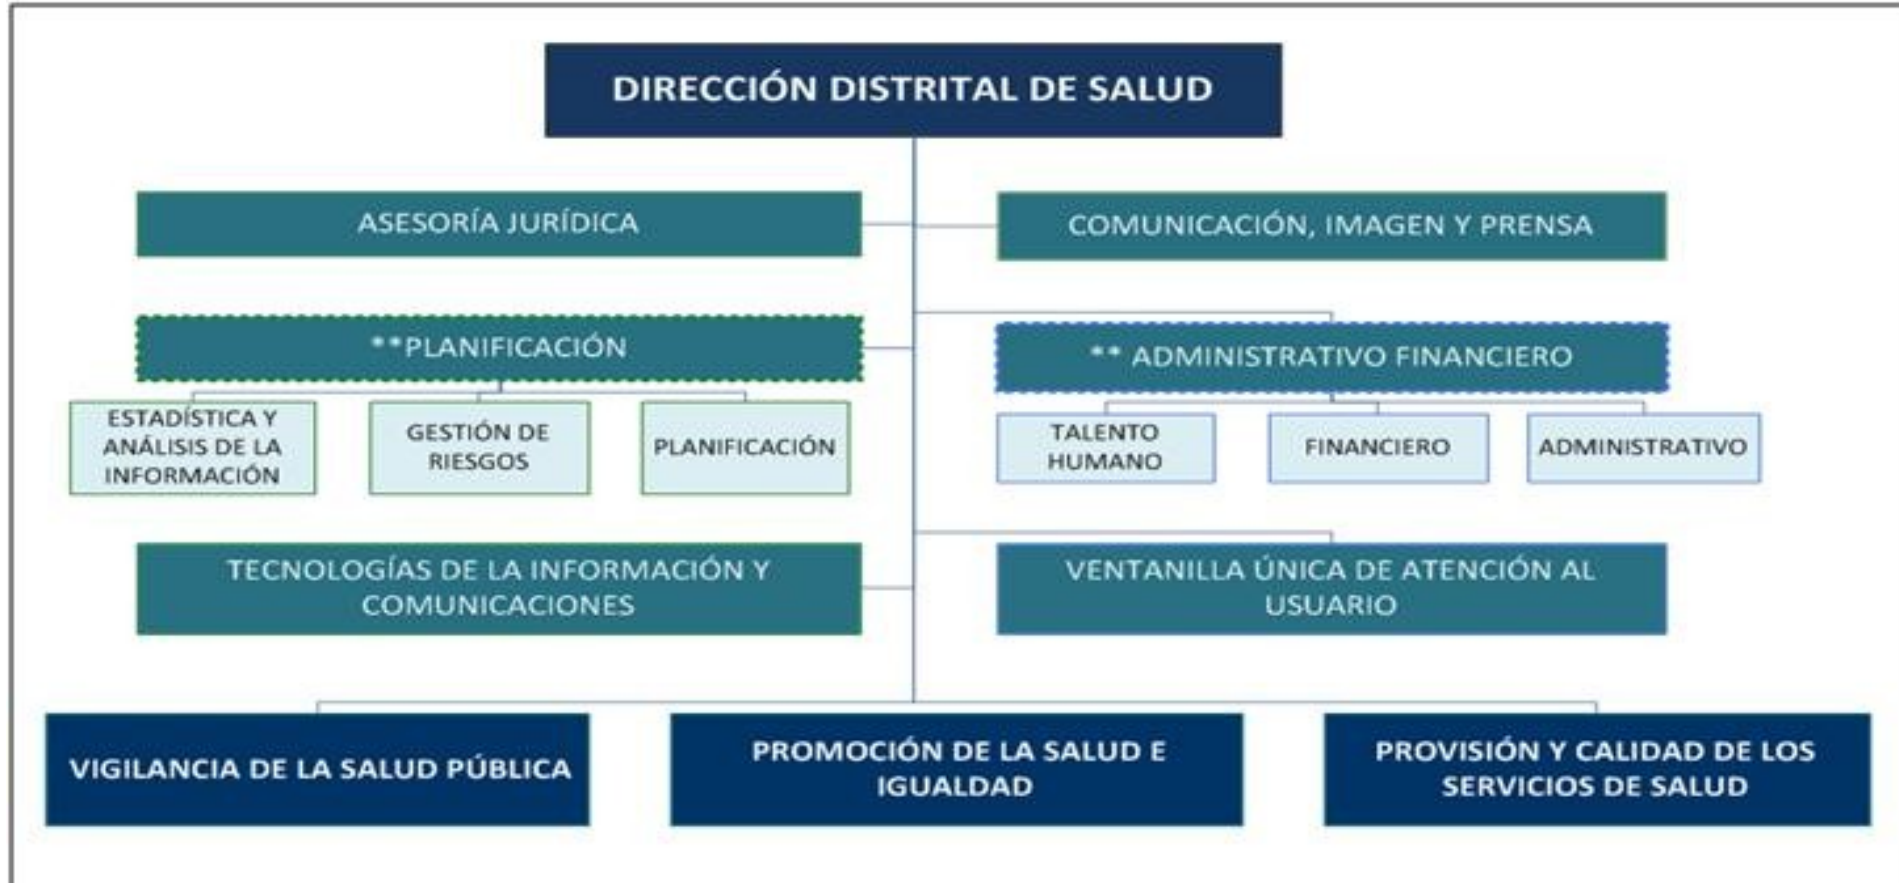 DIRECCIÓN DISTRITAL DE SALUD
ASESORÍA JURÍDICA
COMUNICACIÓN, IMAGEN Y PRENSA
**PLANIFICACIÓN
** ADMINISTRATIVO FINANCIERO
ESTADÍSTICA Y
ANÁLISIS DE LA
INFORMACIÓN
GESTIÓN DE
RIESGOS
PLANIFICACIÓN
TALENTO
HUMANO
FINANCIERO
ADMINISTRATIVO
TECNOLOGÍAS DE LA INFORMACIÓN Y
COMUNICACIONES
VENTANILLA ÚNICA DE ATENCIÓN AL
USUARIO
VIGILANCIA DE LA SALUD PÚBLICA
PROMOCIÓN DE LA SALUD E
IGUALDAD
PROVISIÓN Y CALIDAD DE LOS
SERVICIOS DE SALUD